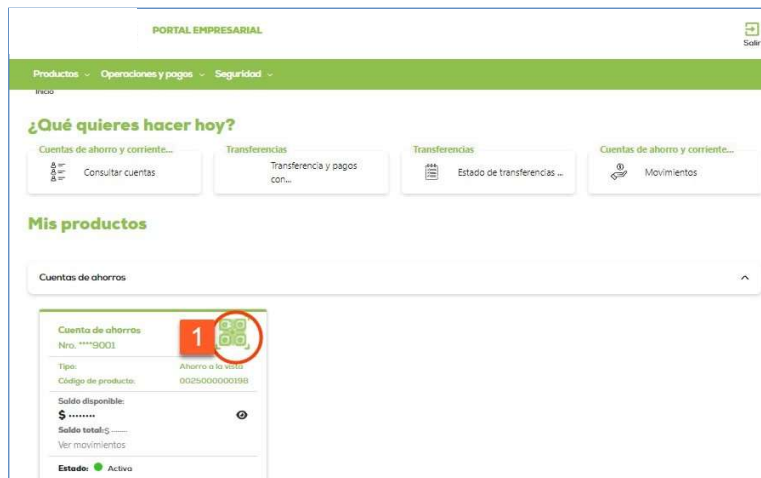 PORTAL EMPRESARIAL
Salir
Productos Operaciones y pagos Seguridad
Inicio
¿Qué quieres hacer hoy?
Cuentas de ahorro y corriente... Transferencias Transferencias Cuentas de ahorro y corriente...
Consultar cuentas Transferencia y pagos con... Estado de transferencias ... Movimientos
Mis productos
Cuentas de ahorros
Cuenta de ahorros
1
Nro. ****9001
Tipo: Ahorro a la vista
Código de producto: 0025000000198
Saldo disponible:
$ ........
Saldo total:$ ........
Ver movimientos
Estado: Activa